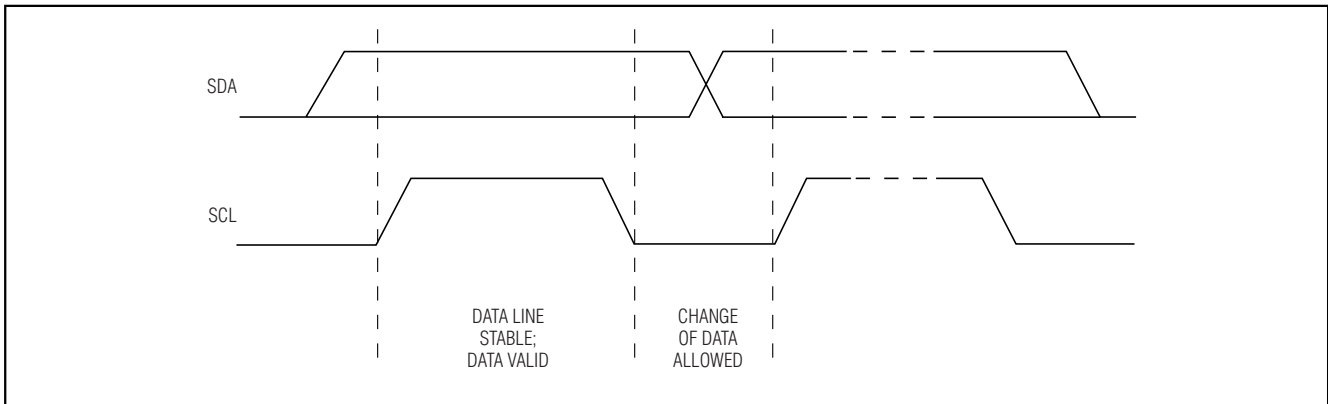 SDA
SCL
DATA LINE
STABLE;
DATA VALID
CHANGE
OF DATA
ALLOWED